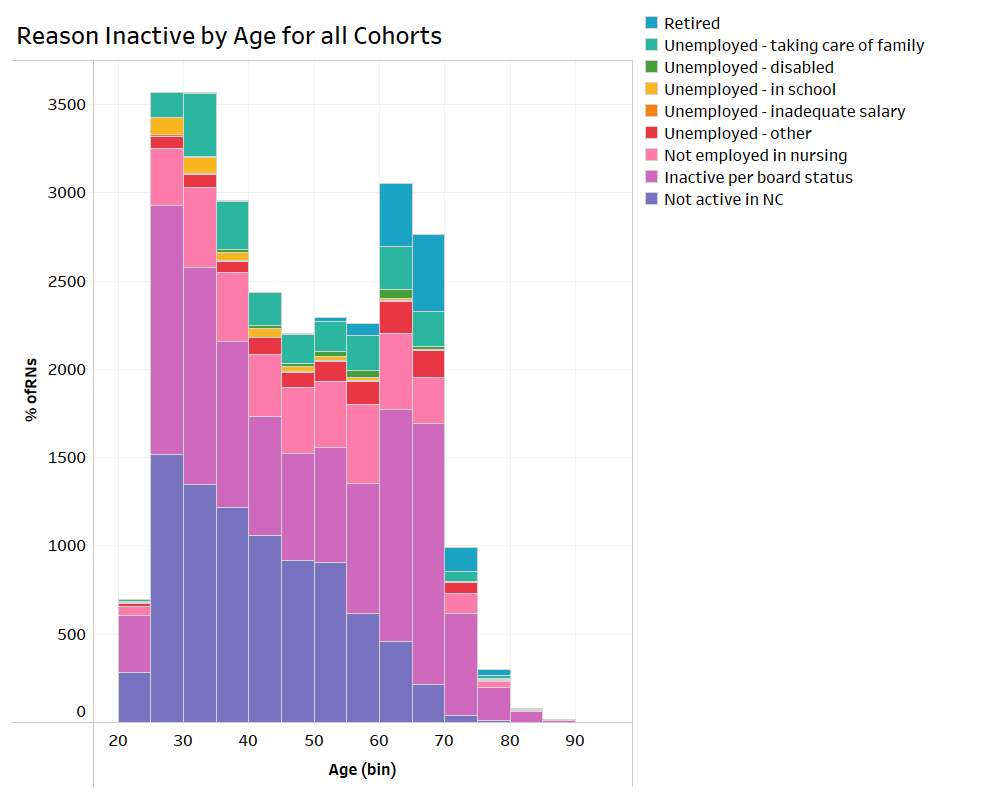 Reason Inactive by Age for all Cohorts
Retired
Unemployed - taking care of family
Unemployed - disabled
Unemployed - in school
Unemployed - inadequate salary
Unemployed - other
Not employed in nursing
Inactive per board status
Not active in NC
3500
3000
2500
2000
1500
1000
500
0
% ofRNs
20 30 40 50 60 70 80 90
Age (bin)